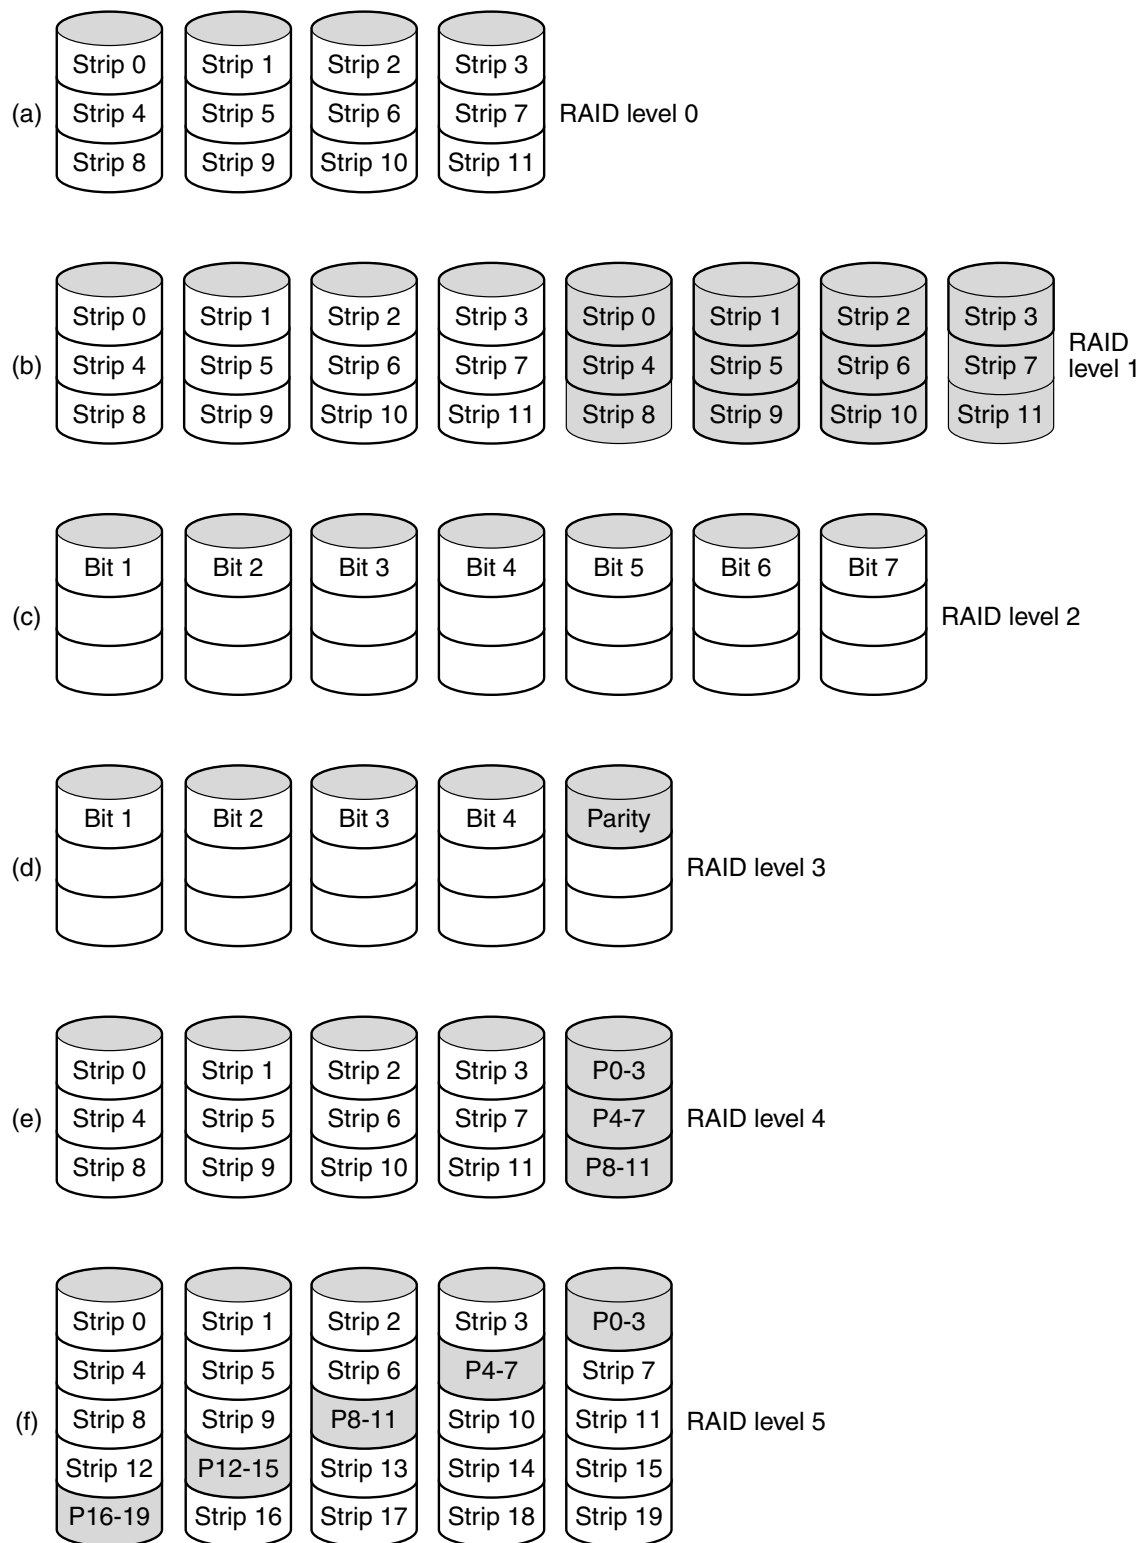 Strip 0 Strip 1 Strip 2 Strip 3
(a) Strip 4 Strip 5 Strip 6 Strip 7 RAID level 0
Strip 8 Strip 9 Strip 10 Strip 11
Strip 0 Strip 1 Strip 2 Strip 3 Strip 0 Strip 1 Strip 2 Strip 3
(b) Strip 4 Strip 5 Strip 6 Strip 7 Strip 4 Strip 5 Strip 6 Strip 7 RAID level 1
Strip 8 Strip 9 Strip 10 Strip 11 Strip 8 Strip 9 Strip 10 Strip 11
Bit 1 Bit 2 Bit 3 Bit 4 Bit 5 Bit 6 Bit 7
(c) RAID level 2
Bit 1 Bit 2 Bit 3 Bit 4 Parity
(d) RAID level 3
Strip 0 Strip 1 Strip 2 Strip 3 P0-3
(e) Strip 4 Strip 5 Strip 6 Strip 7 P4-7 RAID level 4
Strip 8 Strip 9 Strip 10 Strip 11 P8-11
Strip 0 Strip 1 Strip 2 Strip 3 P0-3
Strip 4 Strip 5 Strip 6 P4-7 Strip 7
(f) Strip 8 Strip 9 P8-11 Strip 10 Strip 11 RAID level 5
Strip 12 P12-15 Strip 13 Strip 14 Strip 15
P16-19 Strip 16 Strip 17 Strip 18 Strip 19